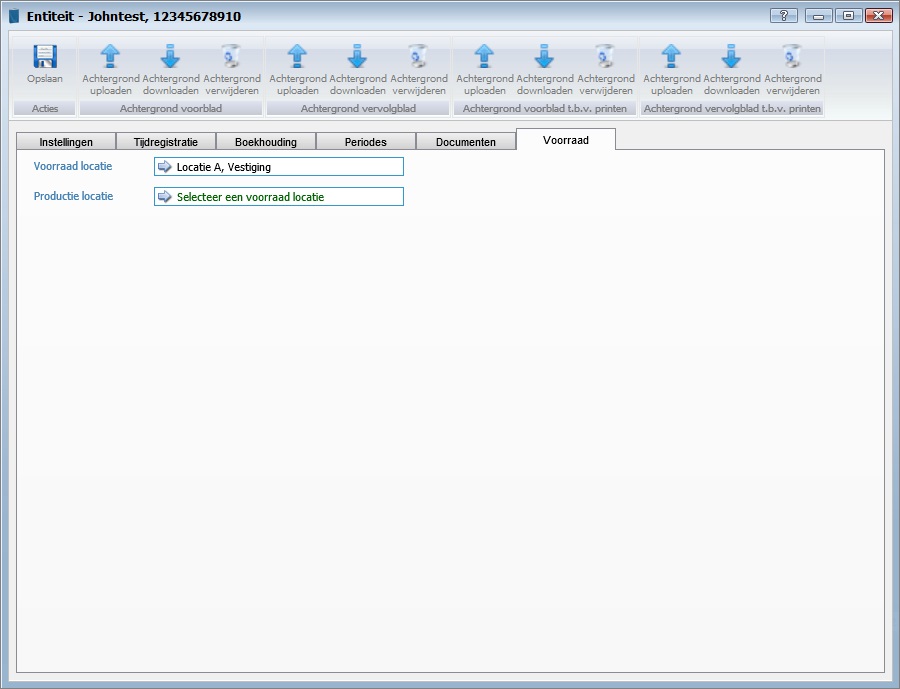 Entiteit - Johntest, 12345678910
?
Opslaan
Achtergrond uploaden
Achtergrond downloaden
Achtergrond verwijderen
Achtergrond uploaden
Achtergrond downloaden
Achtergrond verwijderen
Achtergrond uploaden
Achtergrond downloaden
Achtergrond verwijderen
Achtergrond uploaden
Achtergrond downloaden
Achtergrond verwijderen
Acties
Achtergrond voorblad
Achtergrond vervolgblad
Achtergrond voorblad t.b.v. printen
Achtergrond vervolgblad t.b.v. printen
Instellingen
Tijdregistratie
Boekhouding
Periodes
Documenten
Voorraad
Voorraad locatie
Locatie A, Vestiging
Productie locatie
Selecteer een voorraad locatie